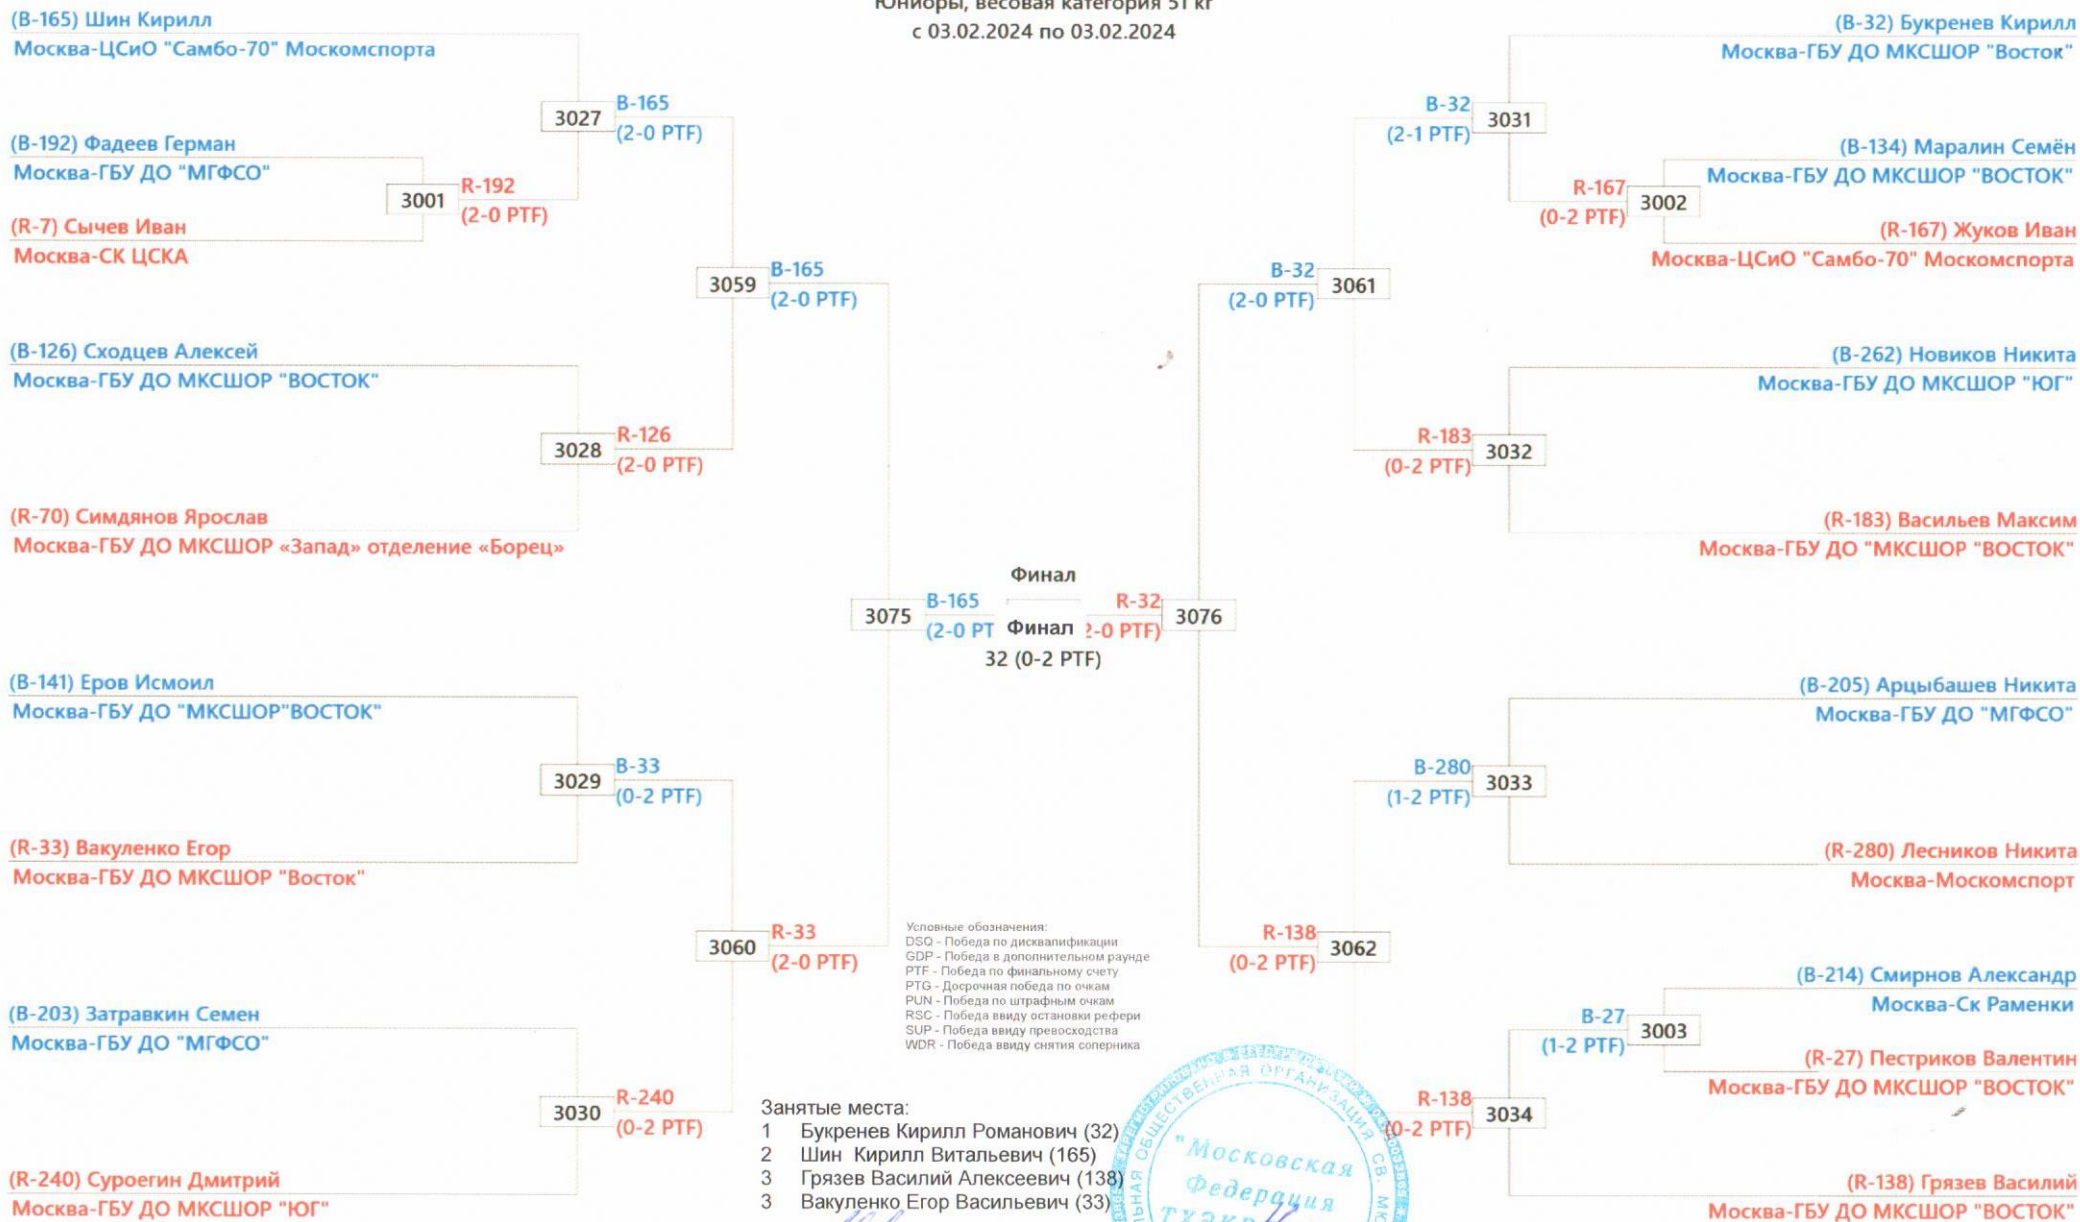 Юниоры, весовая категория 51 кг
с 03.02.2024 по 03.02.2024
(B-165) Шин Кирилл
Москва-ЦСиО "Самбо-70" Москомспорта
3027
B-165
(2-0 PTF)
(B-192) Фадеев Герман
Москва-ГБУ ДО "МГФСО"
3001
R-192
(2-0 PTF)
(R-7) Сычев Иван
Москва-СК ЦСКА
3059
B-165
(2-0 PTF)
(B-126) Сходцев Алексей
Москва-ГБУ ДО МКСШОР "ВОСТОК"
3028
R-126
(2-0 PTF)
(R-70) Симдянов Ярослав
Москва-ГБУ ДО МКСШОР «Запад» отделение «Борец»
3075
B-165
(2-0 PT
(B-141) Еров Исмоил
Москва-ГБУ ДО "МКСШОР"ВОСТОК"
3029
B-33
(0-2 PTF)
(R-33) Вакуленко Егор
Москва-ГБУ ДО МКСШОР "Восток"
3060
R-33
(2-0 PTF)
(B-203) Затравкин Семен
Москва-ГБУ ДО "МГФСО"
3030
R-240
(0-2 PTF)
(R-240) Суроегин Дмитрий
Москва-ГБУ ДО МКСШОР "ЮГ"
Финал
Финал
32 (0-2 PTF)
(B-32) Букренев Кирилл
Москва-ГБУ ДО МКСШОР "Восток"
B-32
(2-1 PTF)
3031
(B-134) Маралин Семён
Москва-ГБУ ДО МКСШОР "ВОСТОК"
R-167
(0-2 PTF)
3002
(R-167) Жуков Иван
Москва-ЦСиО "Самбо-70" Москомспорта
B-32
(2-0 PTF)
3061
(B-262) Новиков Никита
Москва-ГБУ ДО МКСШОР "ЮГ"
R-183
(0-2 PTF)
3032
(R-183) Васильев Максим
Москва-ГБУ ДО "МКСШОР "ВОСТОК"
R-32
2-0 PTF)
3076
(B-205) Арцыбашев Никита
Москва-ГБУ ДО "МГФСО"
B-280
(1-2 PTF)
3033
(R-280) Лесников Никита
Москва-Москомспорт
R-138
(0-2 PTF)
3062
(B-214) Смирнов Александр
Москва-Ск Раменки
B-27
(1-2 PTF)
3003
(R-27) Пестриков Валентин
Москва-ГБУ ДО МКСШОР "ВОСТОК"
R-138
(0-2 PTF)
3034
(R-138) Грязев Василий
Москва-ГБУ ДО МКСШОР "ВОСТОК"
Условные обозначения:
DSQ - Победа по дисквалификации
GDP - Победа в дополнительном раунде
PTF - Победа по финальному счету
PTG - Досрочная победа по очкам
PUN - Победа по штрафным очкам
RSC - Победа ввиду остановки рефери
SUP - Победа ввиду превосходства
WDR - Победа ввиду снятия соперника
Занятые места:
1 Букренев Кирилл Романович (32)
2 Шин Кирилл Витальевич (165)
3 Грязев Василий Алексеевич (138)
3 Вакуленко Егор Васильевич (33)
ОБЩЕСТВЕННАЯ ОРГАНИЗАЦИЯ
"Московская
Федерация